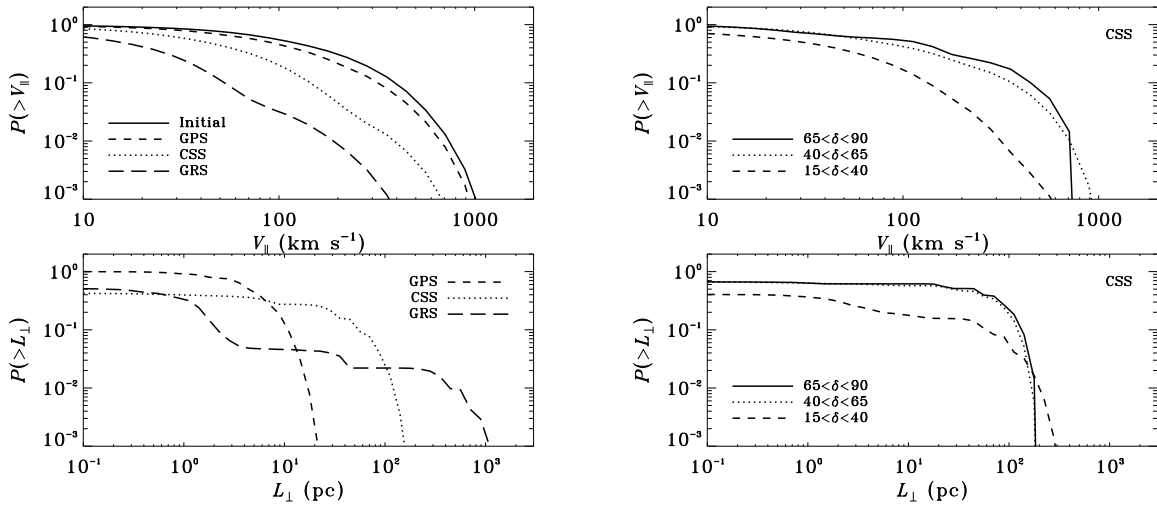 10⁰
10⁻¹
10⁻²
10⁻³
P(>V∥)
Initial
GPS
CSS
GRS
10 100 1000
V∥ (km s⁻¹)
10⁰
10⁻¹
10⁻²
10⁻³
P(>V∥)
CSS
65<δ<90
40<δ<65
15<δ<40
10 100 1000
V∥ (km s⁻¹)
10⁰
10⁻¹
10⁻²
10⁻³
P(>L⊥)
GPS
CSS
GRS
10⁻¹ 10⁰ 10¹ 10² 10³
L⊥ (pc)
10⁰
10⁻¹
10⁻²
10⁻³
P(>L⊥)
CSS
65<δ<90
40<δ<65
15<δ<40
10⁻¹ 10⁰ 10¹ 10² 10³
L⊥ (pc)